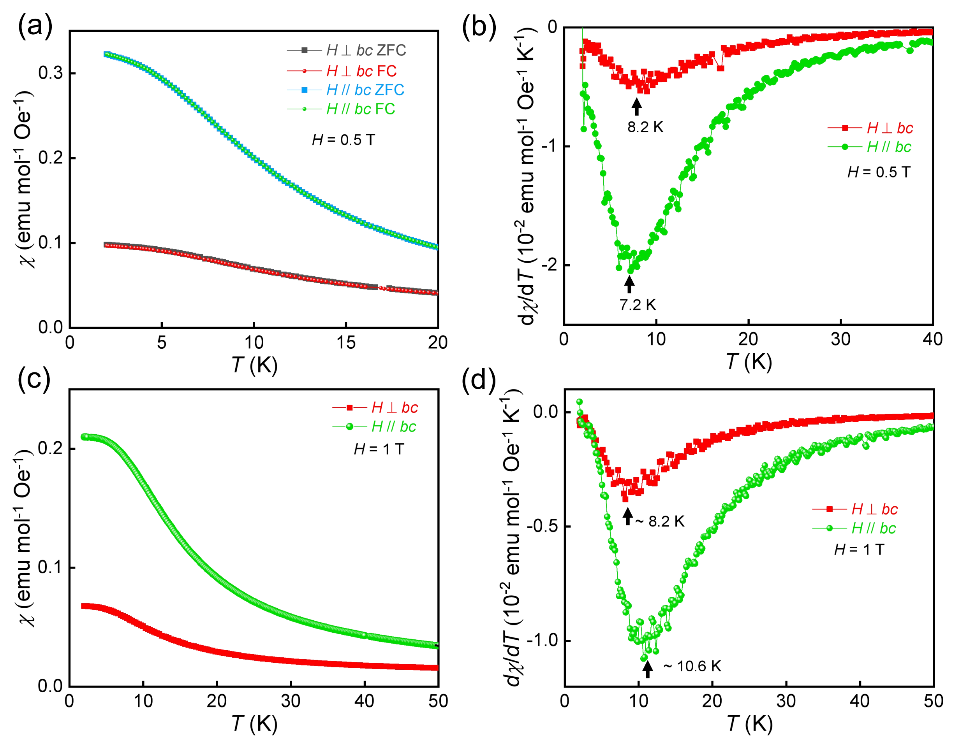 (a)
χ (emu mol⁻¹ Oe⁻¹)
0.3
0.2
0.1
0.0
5
10
15
20
T (K)
H ⊥ bc ZFC
H ⊥ bc FC
H // bc ZFC
H // bc FC
H = 0.5 T
(b)
dχ/dT (10⁻² emu mol⁻¹ Oe⁻¹ K⁻¹)
0
-1
-2
0
10
20
30
40
T (K)
8.2 K
7.2 K
H ⊥ bc
H // bc
H = 0.5 T
(c)
χ (emu mol⁻¹ Oe⁻¹)
0.2
0.1
0.0
0
10
20
30
40
50
T (K)
H ⊥ bc
H // bc
H = 1 T
(d)
dχ/dT (10⁻² emu mol⁻¹ Oe⁻¹ K⁻¹)
0.0
-0.5
-1.0
0
10
20
30
40
50
T (K)
~ 8.2 K
~ 10.6 K
H ⊥ bc
H // bc
H = 1 T